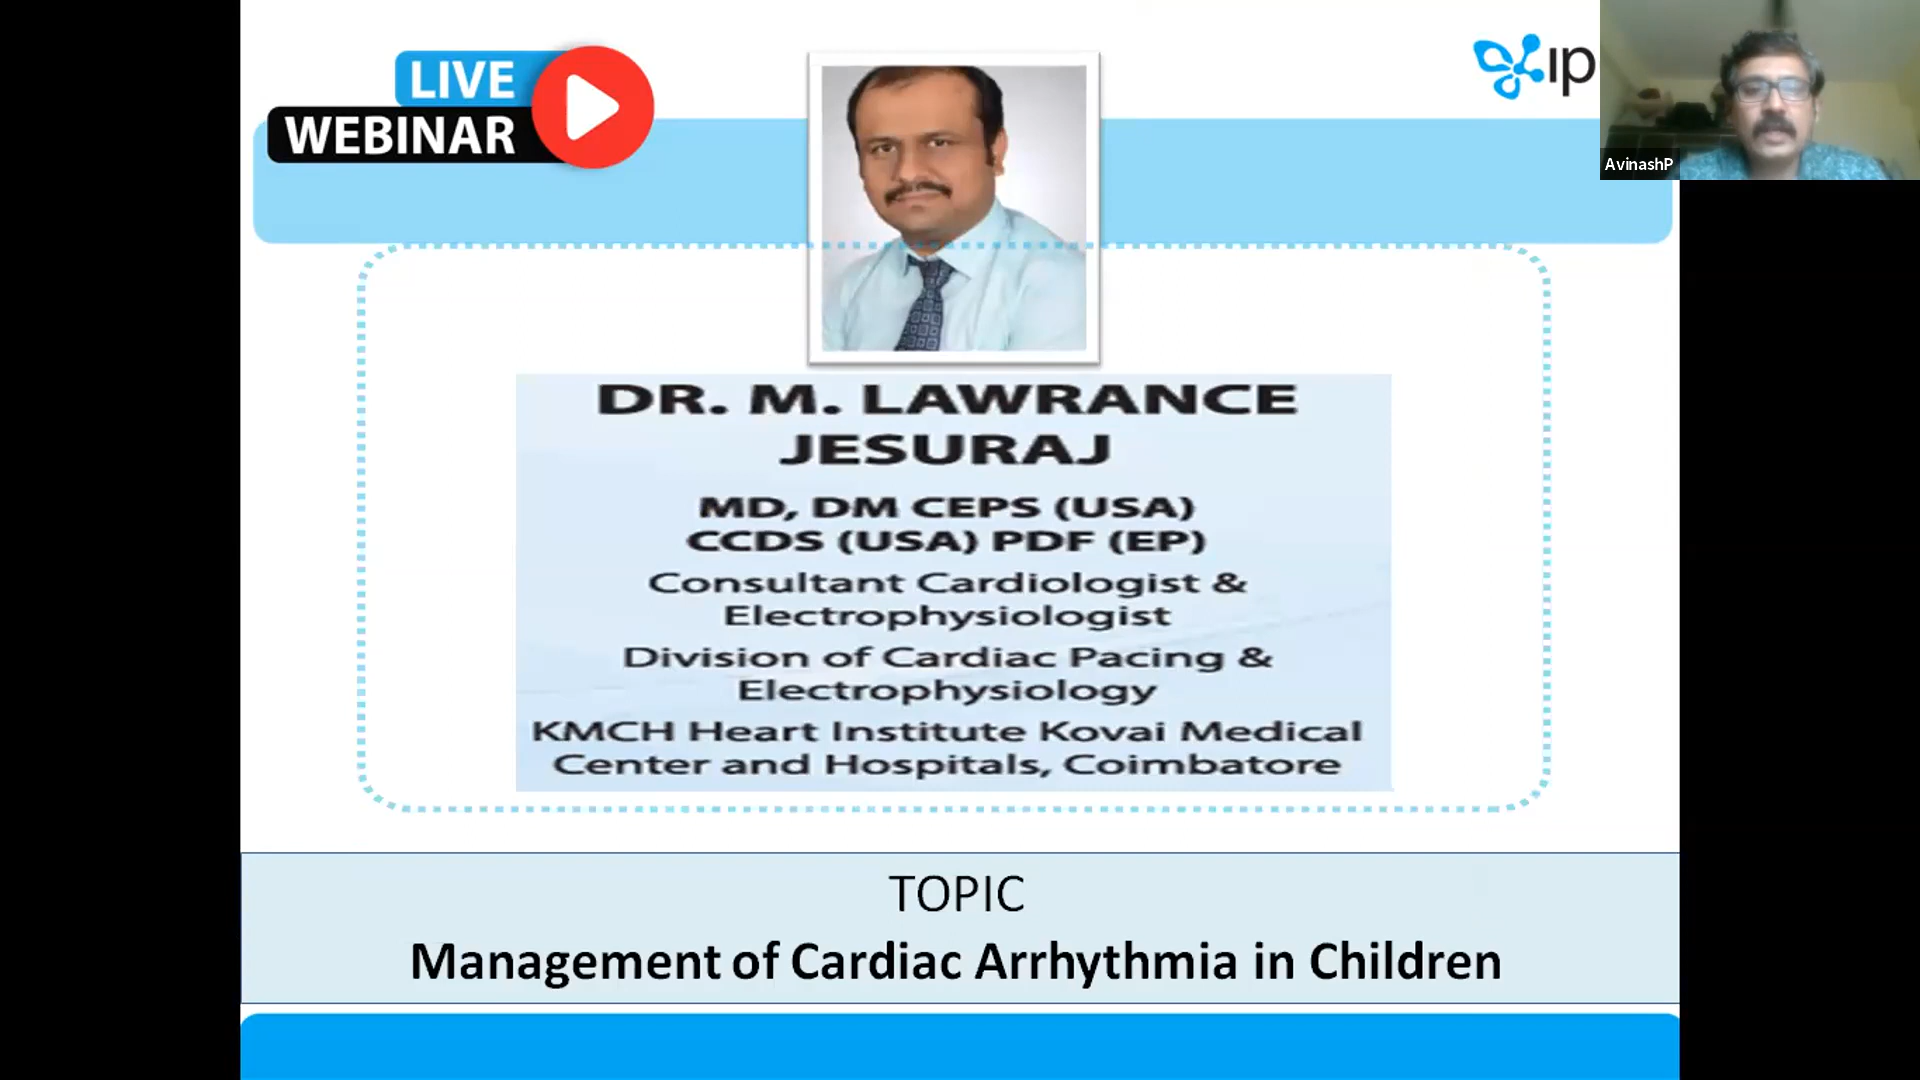 LIVE
WEBINAR
ip
AvinashP
DR. M. LAWRANCE
JESURAJ
MD, DM CEPS (USA)
CCDS (USA) PDF (EP)
Consultant Cardiologist &
Electrophysiologist
Division of Cardiac Pacing &
Electrophysiology
KMCH Heart Institute Kovai Medical
Center and Hospitals, Coimbatore
TOPIC
Management of Cardiac Arrhythmia in Children